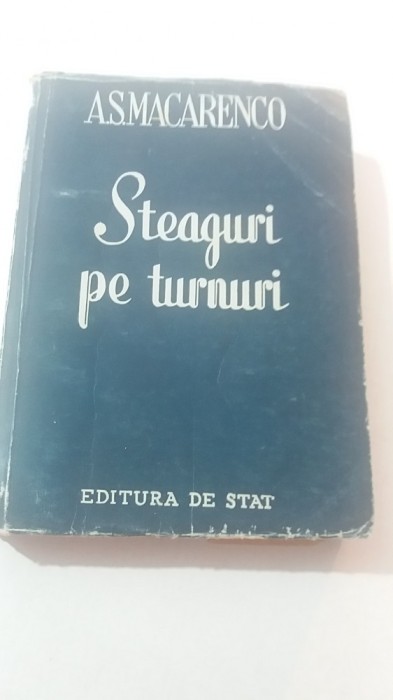 A.S.MACARENCO
Steaguri
pe turnuri
EDITURA DE STAT